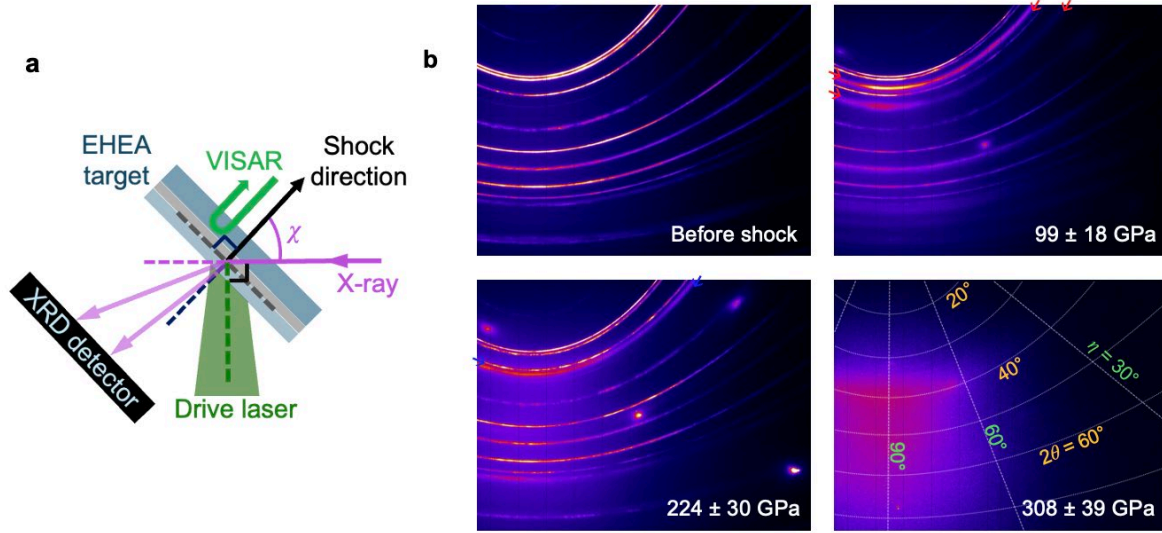 a
EHEA
target
VISAR
Shock
direction
χ
X-ray
XRD detector
Drive laser
b
Before shock
99 ± 18 GPa
224 ± 30 GPa
20°
40°
2θ = 60°
η = 30°
60°
90°
308 ± 39 GPa